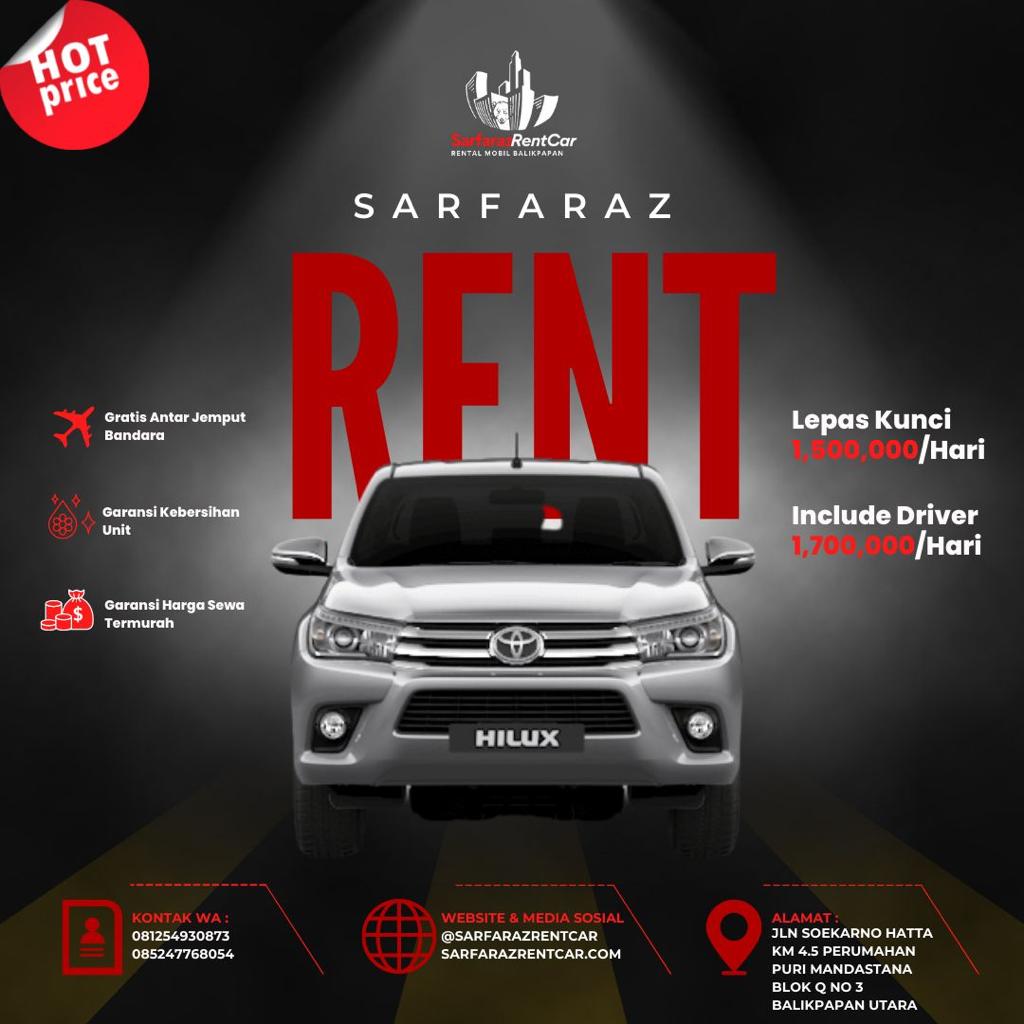 HOT
price
SarfarazRentCar
RENTAL MOBIL BALIKPAPAN
SARFARAZ
RENT
Gratis Antar Jemput
Bandara
Garansi Kebersihan
Unit
Garansi Harga Sewa
Termurah
Lepas Kunci
1,500,000/Hari
Include Driver
1,700,000/Hari
HILUX
KONTAK WA :
081254930873
085247768054
WEBSITE & MEDIA SOSIAL
@SARFARAZRENTCAR
SARFARAZRENTCAR.COM
ALAMAT :
JLN SOEKARNO HATTA
KM 4.5 PERUMAHAN
PURI MANDASTANA
BLOK Q NO 3
BALIKPAPAN UTARA